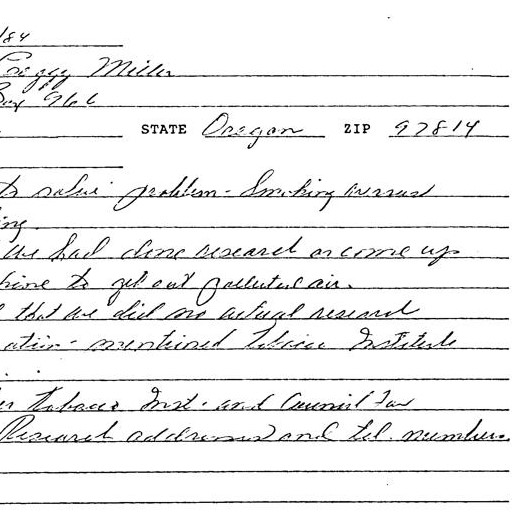 /84
Peggy Miller
Box 966
STATE Oregon ZIP 97814
to solve problem - Smoking versus
ing.
we had done research or come up
hine to get out polluted air.
that we did no actual research
ation - mentioned Tobacco Institute
Tobacco Inst. and Council for
Research addresses and tel. numbers.